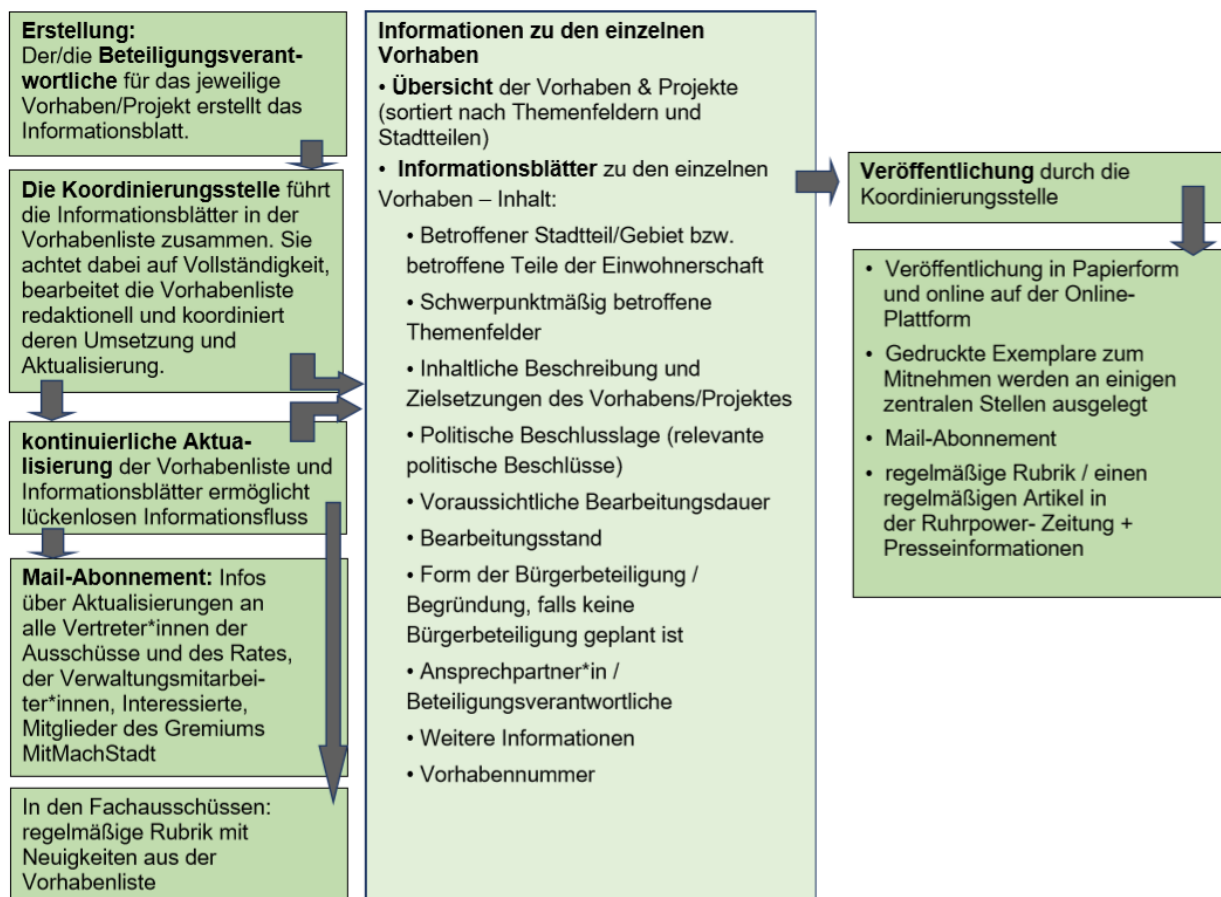 Erstellung:
Der/die Beteiligungsverant-
wortliche für das jeweilige
Vorhaben/Projekt erstellt das
Informationsblatt.
Die Koordinierungsstelle führt
die Informationsblätter in der
Vorhabenliste zusammen. Sie
achtet dabei auf Vollständigkeit,
bearbeitet die Vorhabenliste
redaktionell und koordiniert
deren Umsetzung und
Aktualisierung.
kontinuierliche Aktua-
lisierung der Vorhabenliste und
Informationsblätter ermöglicht
lückenlosen Informationsfluss
Mail-Abonnement: Infos
über Aktualisierungen an
alle Vertreter*innen der
Ausschüsse und des Rates,
der Verwaltungsmitarbei-
ter*innen, Interessierte,
Mitglieder des Gremiums
MitMachStadt
In den Fachausschüssen:
regelmäßige Rubrik mit
Neuigkeiten aus der
Vorhabenliste
Informationen zu den einzelnen
Vorhaben
• Übersicht der Vorhaben & Projekte
(sortiert nach Themenfeldern und
Stadtteilen)
• Informationsblätter zu den einzelnen
Vorhaben – Inhalt:
• Betroffener Stadtteil/Gebiet bzw.
betroffene Teile der Einwohnerschaft
• Schwerpunktmäßig betroffene
Themenfelder
• Inhaltliche Beschreibung und
Zielsetzungen des Vorhabens/Projektes
• Politische Beschlusslage (relevante
politische Beschlüsse)
• Voraussichtliche Bearbeitungsdauer
• Bearbeitungsstand
• Form der Bürgerbeteiligung /
Begründung, falls keine
Bürgerbeteiligung geplant ist
• Ansprechpartner*in /
Beteiligungsverantwortliche
• Weitere Informationen
• Vorhabennummer
Veröffentlichung durch die
Koordinierungsstelle
• Veröffentlichung in Papierform
und online auf der Online-
Plattform
• Gedruckte Exemplare zum
Mitnehmen werden an einigen
zentralen Stellen ausgelegt
• Mail-Abonnement
• regelmäßige Rubrik / einen
regelmäßigen Artikel in
der Ruhrpower- Zeitung +
Presseinformationen